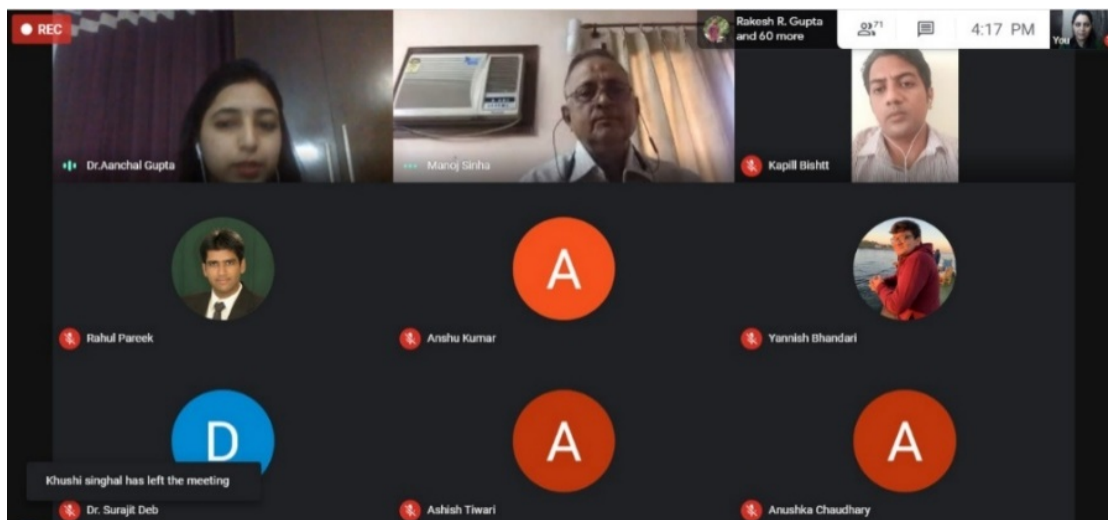 REC
Rakesh R. Gupta
and 60 more
71
4:17 PM
You
Dr.Aanchal Gupta
Manoj Sinha
Kapill Bishtt
A
Rahul Pareek
Anshu Kumar
Yannish Bhandari
D
A
A
Khushi singhal has left the meeting
Dr. Surajit Deb
Ashish Tiwari
Anushka Chaudhary